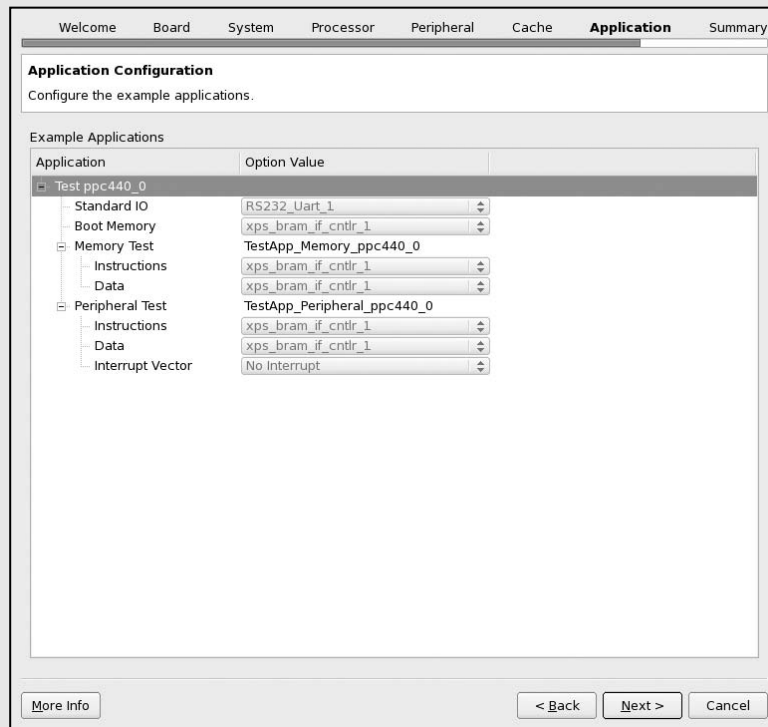 Welcome Board System Processor Peripheral Cache Application Summary
Application Configuration
Configure the example applications.
Example Applications
Application Option Value
Test ppc440_0
Standard IO RS232_Uart_1
Boot Memory xps_bram_if_cntlr_1
Memory Test TestApp_Memory_ppc440_0
Instructions xps_bram_if_cntlr_1
Data xps_bram_if_cntlr_1
Peripheral Test TestApp_Peripheral_ppc440_0
Instructions xps_bram_if_cntlr_1
Data xps_bram_if_cntlr_1
Interrupt Vector No Interrupt
More Info < Back Next > Cancel